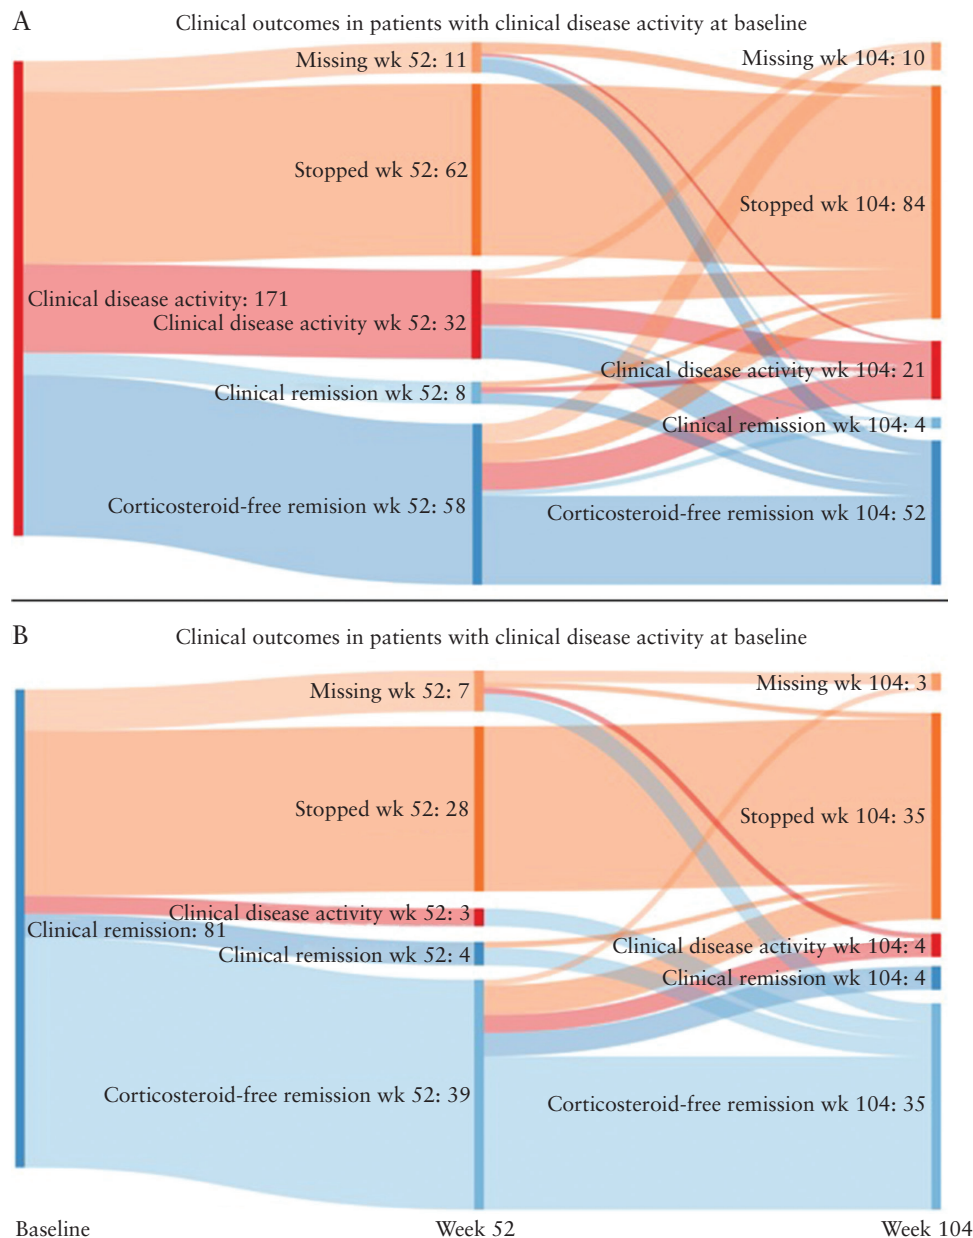 A
Clinical outcomes in patients with clinical disease activity at baseline
Missing wk 52: 11
Missing wk 104: 10
Stopped wk 52: 62
Stopped wk 104: 84
Clinical disease activity: 171
Clinical disease activity wk 52: 32
Clinical disease activity wk 104: 21
Clinical remission wk 52: 8
Clinical remission wk 104: 4
Corticosteroid-free remision wk 52: 58
Corticosteroid-free remission wk 104: 52
B
Clinical outcomes in patients with clinical disease activity at baseline
Missing wk 52: 7
Missing wk 104: 3
Stopped wk 52: 28
Stopped wk 104: 35
Clinical disease activity wk 52: 3
Clinical remission: 81
Clinical disease activity wk 104: 4
Clinical remission wk 52: 4
Clinical remission wk 104: 4
Corticosteroid-free remission wk 52: 39
Corticosteroid-free remission wk 104: 35
Baseline
Week 52
Week 104